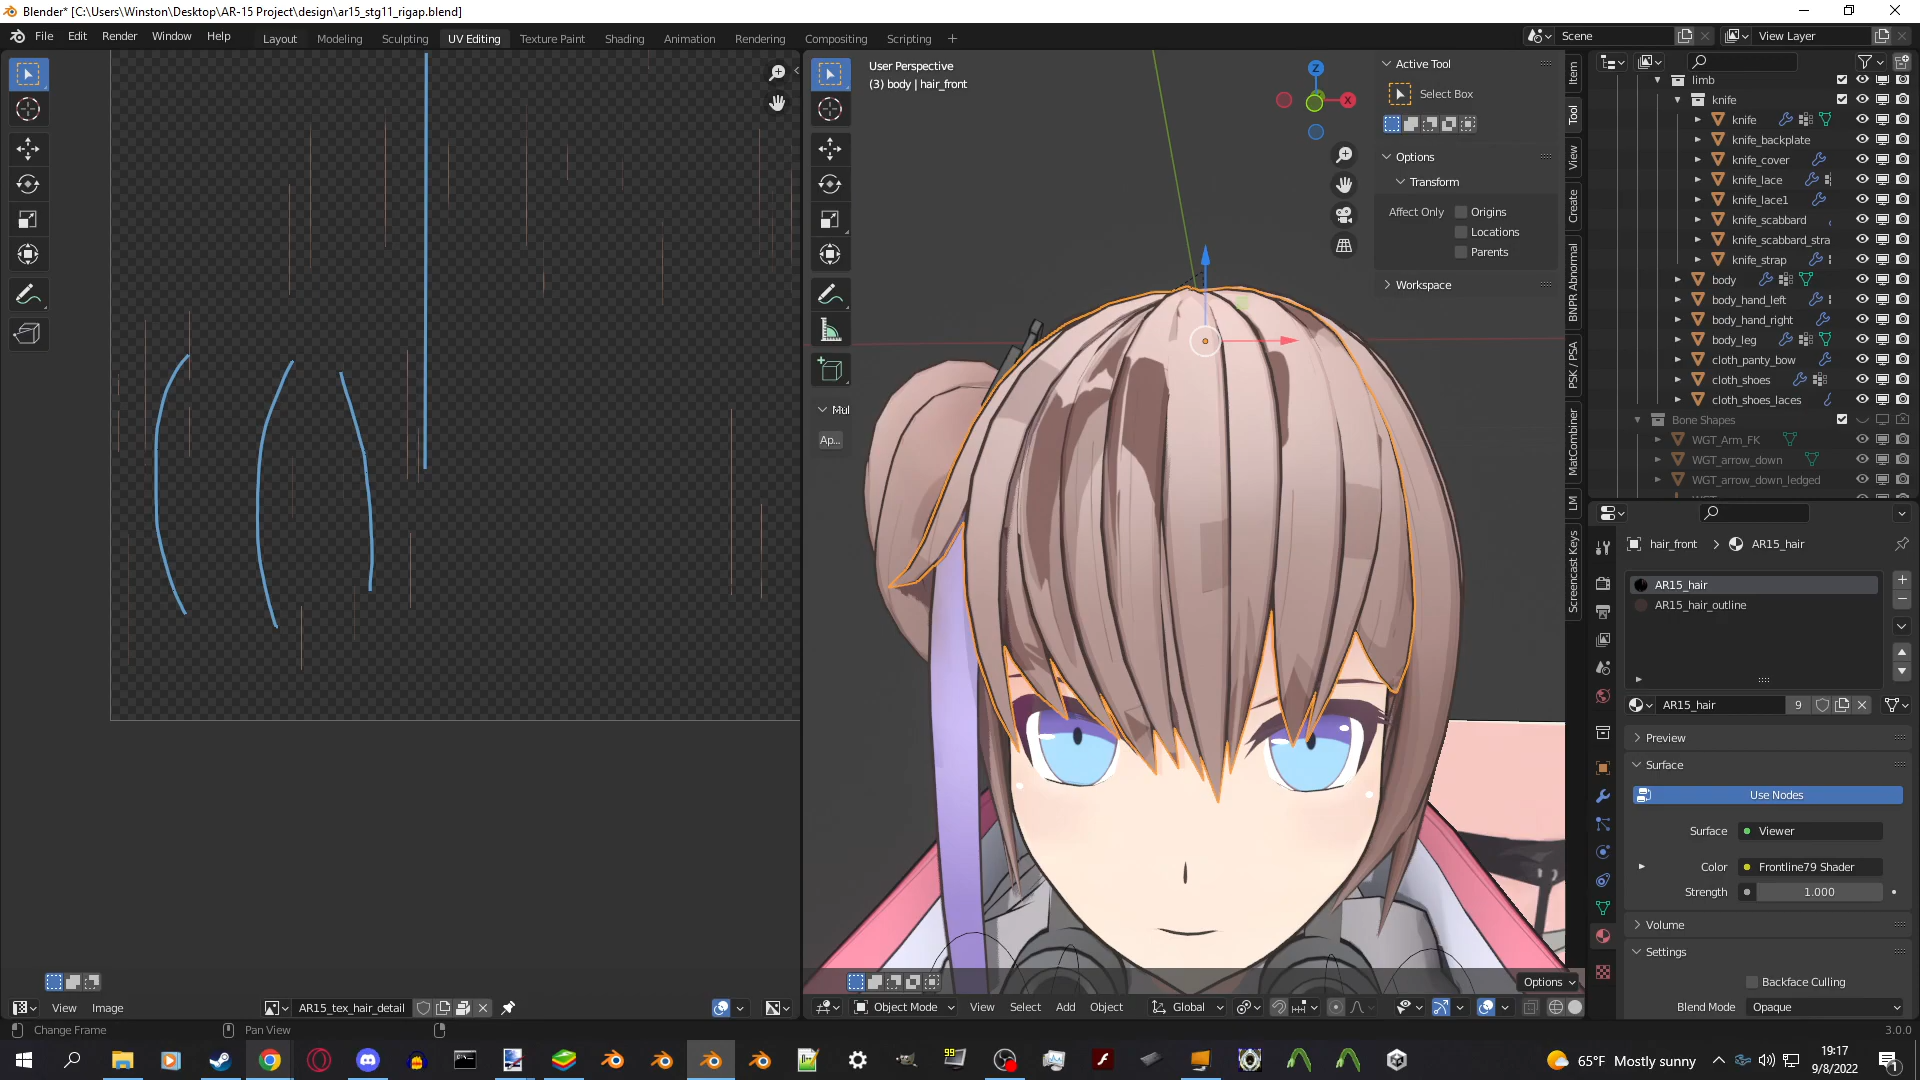 Blender* [C:\Users\Winston\Desktop\AR-15 Project\design\ar15_stg11_rigap.blend]
File Edit Render Window Help
Layout Modeling Sculpting UV Editing Texture Paint Shading Animation Rendering Compositing Scripting
Scene
View Layer
User Perspective
(3) body | hair_front
Z
X
Active Tool
Select Box
Options
Transform
Affect Only Origins
Locations
Parents
Workspace
Item
Tool
View
Create
BNPR Abnormal
PSK / PSA
MatCombiner
LM
Screencast Keys
Mul
Ap...
limb
knife
knife
knife_backplate
knife_cover
knife_lace
knife_lace1
knife_scabbard
knife_scabbard_stra
knife_strap
body
body_hand_left
body_hand_right
body_leg
cloth_panty_bow
cloth_shoes
cloth_shoes_laces
Bone Shapes
WGT_Arm_FK
WGT_arrow_down
WGT_arrow_down_ledged
hair_front AR15_hair
AR15_hair
AR15_hair_outline
AR15_hair 9
Preview
Surface
Use Nodes
Surface Viewer
Color Frontline79 Shader
Strength 1.000
Volume
Settings
Backface Culling
Blend Mode Opaque
Options
View Image
AR15_tex_hair_detail
Object Mode View Select Add Object Global
Change Frame
Pan View
3.0.0
99
65°F Mostly sunny
19:17
9/8/2022
1